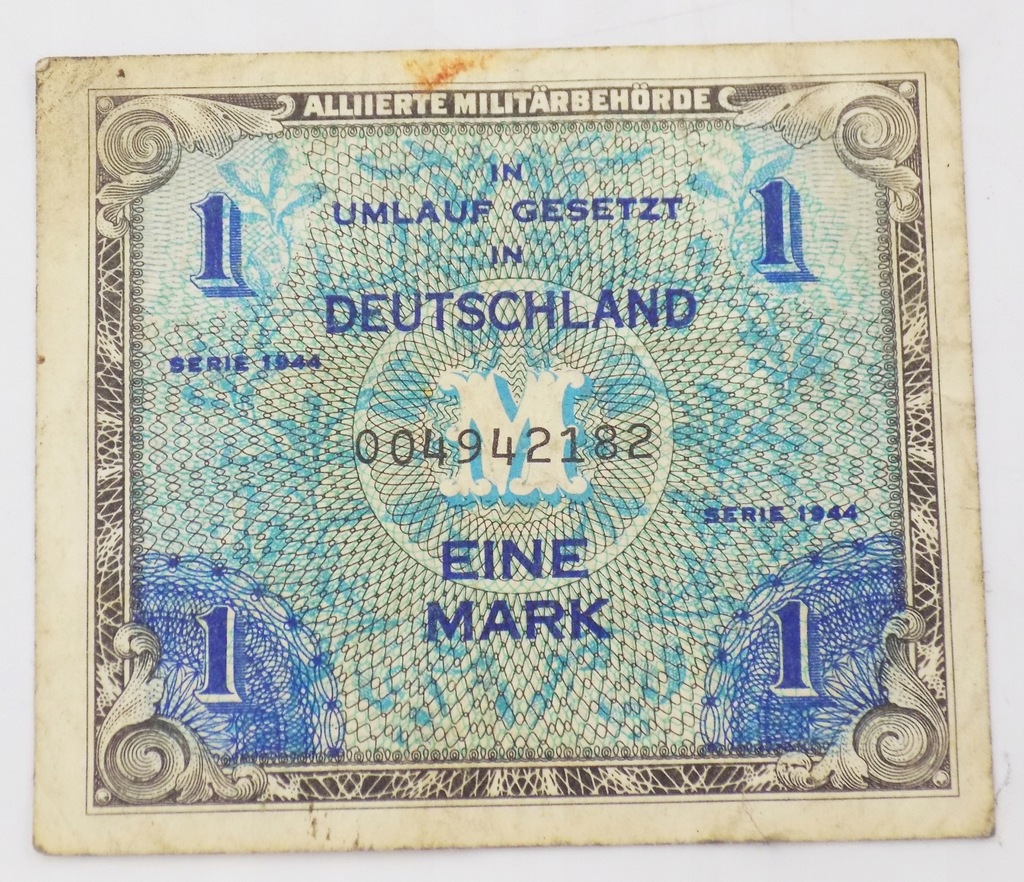 ALLIIERTE MILITÄRBEHÖRDE
IN
1 UMLAUF GESETZT 1
IN
DEUTSCHLAND
SERIE 1944
M
004942182
SERIE 1944
EINE
MARK
1 1